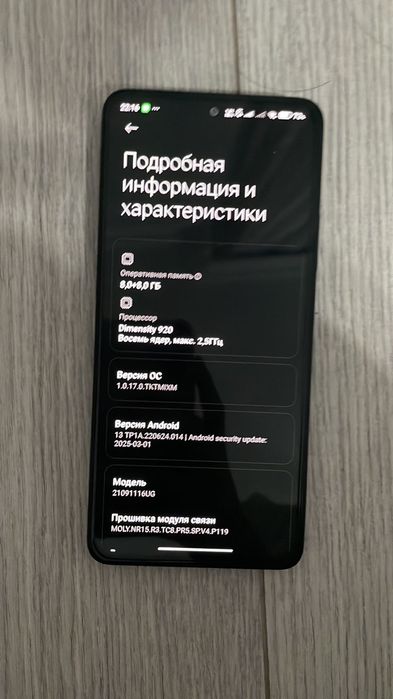 22:16
Подробная
информация и
характеристики
Оперативная память
8,0+8,0 ГБ
Процессор
Dimensity 920
Восемь ядер, макс. 2,5ГГц
Версия ОС
1.0.17.0.TKTMIXM
Версия Android
13 TP1A.220624.014 | Android security update:
2025-03-01
Модель
21091116UG
Прошивка модуля связи
MOLY.NR15.R3.TC8.PR5.SP.V4.P119